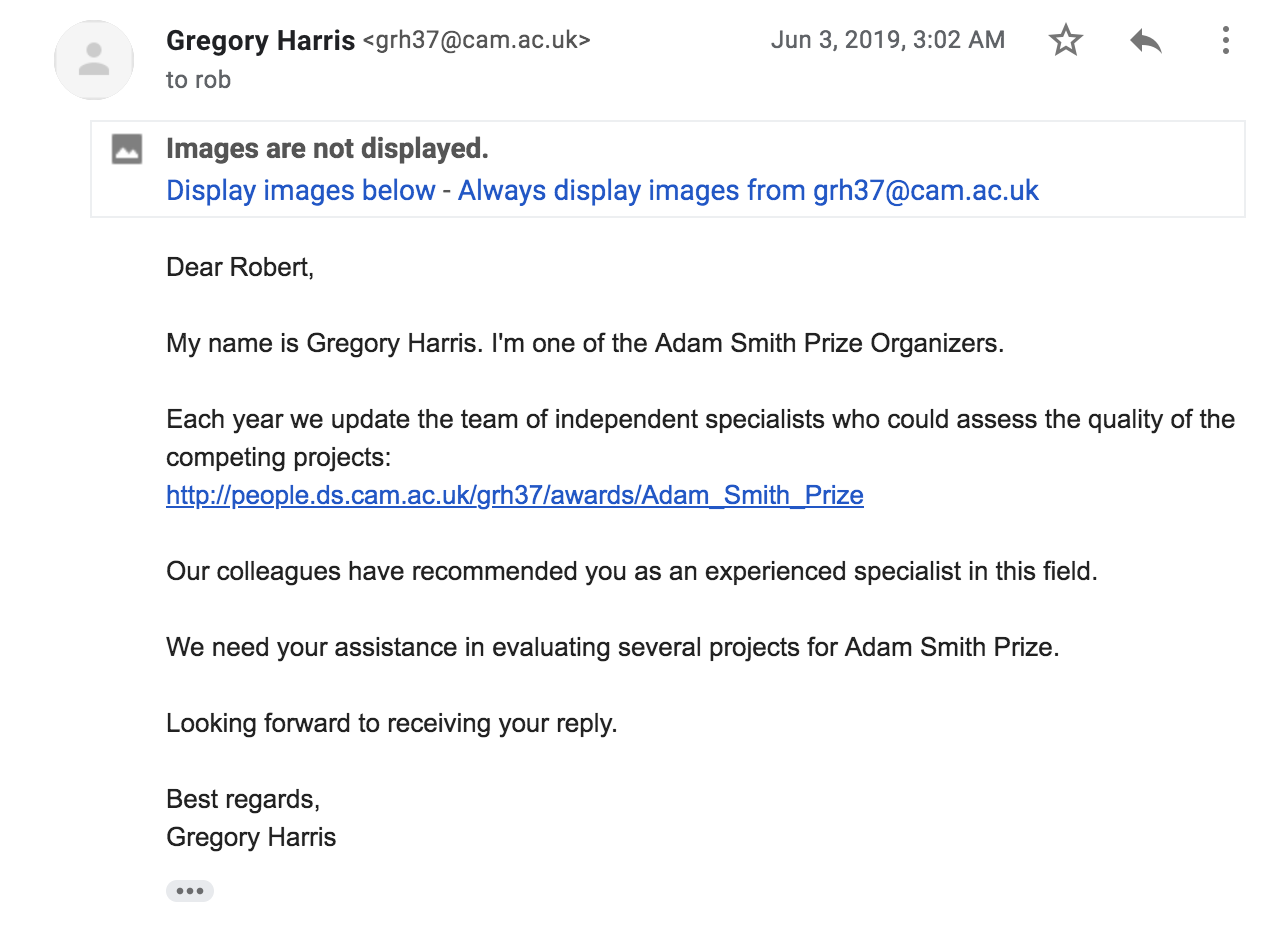 Gregory Harris <grh37@cam.ac.uk> Jun 3, 2019, 3:02 AM
to rob
Images are not displayed.
Display images below - Always display images from grh37@cam.ac.uk
Dear Robert,
My name is Gregory Harris. I'm one of the Adam Smith Prize Organizers.
Each year we update the team of independent specialists who could assess the quality of the
competing projects:
http://people.ds.cam.ac.uk/grh37/awards/Adam_Smith_Prize
Our colleagues have recommended you as an experienced specialist in this field.
We need your assistance in evaluating several projects for Adam Smith Prize.
Looking forward to receiving your reply.
Best regards,
Gregory Harris